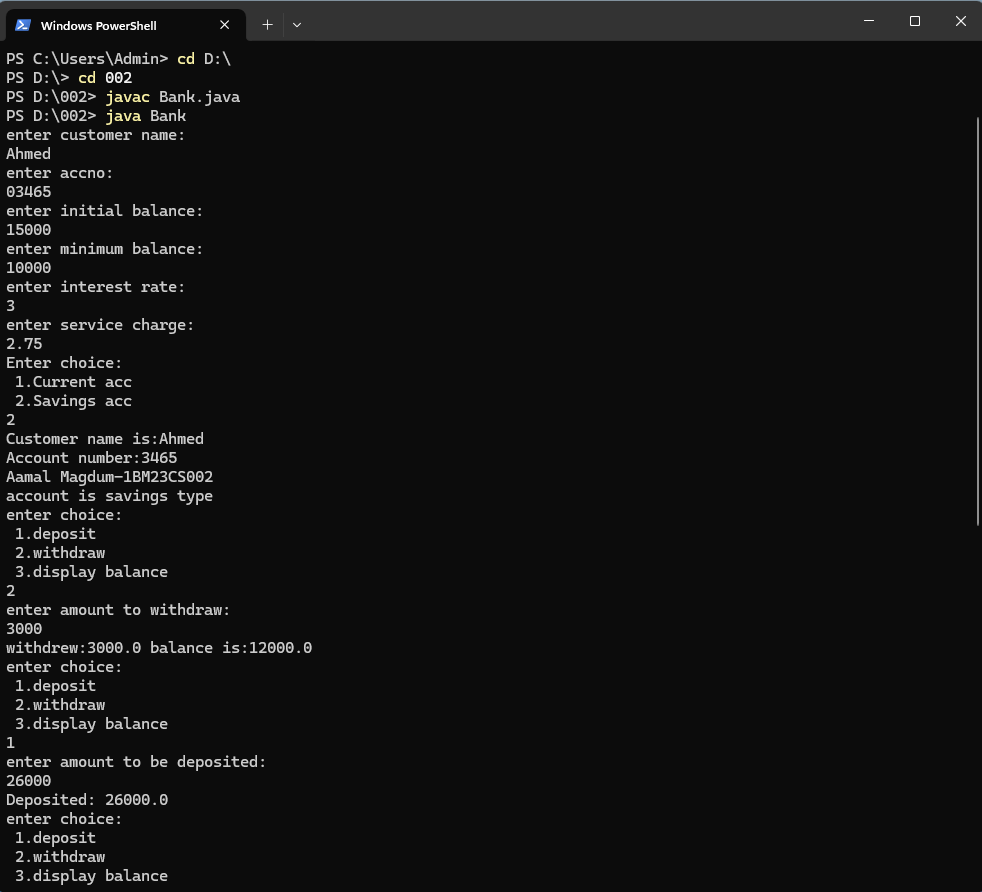 Windows PowerShell
PS C:\Users\Admin> cd D:\
PS D:\> cd 002
PS D:\002> javac Bank.java
PS D:\002> java Bank
enter customer name:
Ahmed
enter accno:
03465
enter initial balance:
15000
enter minimum balance:
10000
enter interest rate:
3
enter service charge:
2.75
Enter choice:
 1.Current acc
 2.Savings acc
2
Customer name is:Ahmed
Account number:3465
Aamal Magdum-1BM23CS002
account is savings type
enter choice:
 1.deposit
 2.withdraw
 3.display balance
2
enter amount to withdraw:
3000
withdrew:3000.0 balance is:12000.0
enter choice:
 1.deposit
 2.withdraw
 3.display balance
1
enter amount to be deposited:
26000
Deposited: 26000.0
enter choice:
 1.deposit
 2.withdraw
 3.display balance